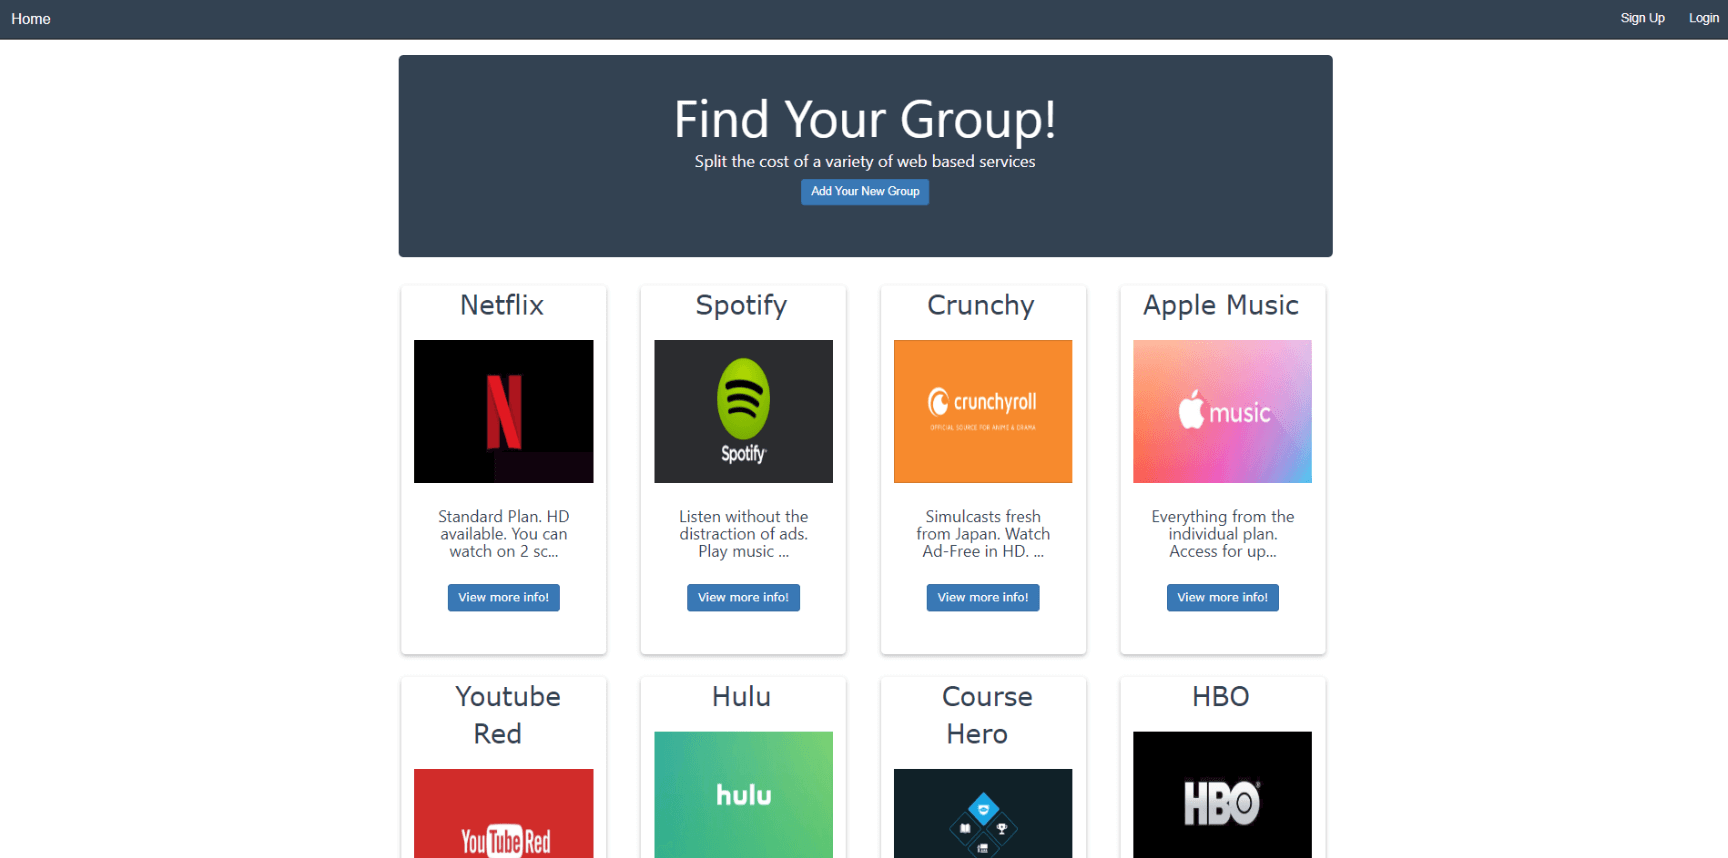 Home
Sign Up
Login
Find Your Group!
Split the cost of a variety of web based services
Add Your New Group
Netflix
N
Standard Plan. HD
available. You can
watch on 2 sc...
View more info!
Spotify
Spotify
Listen without the
distraction of ads.
Play music ...
View more info!
Crunchy
crunchyroll
OFFICIAL SOURCE FOR ANIME & DRAMA
Simulcasts fresh
from Japan. Watch
Ad-Free in HD. ...
View more info!
Apple Music
music
Everything from the
individual plan.
Access for up...
View more info!
Youtube
Red
YouTube Red
Hulu
hulu
Course
Hero
HBO
HBO